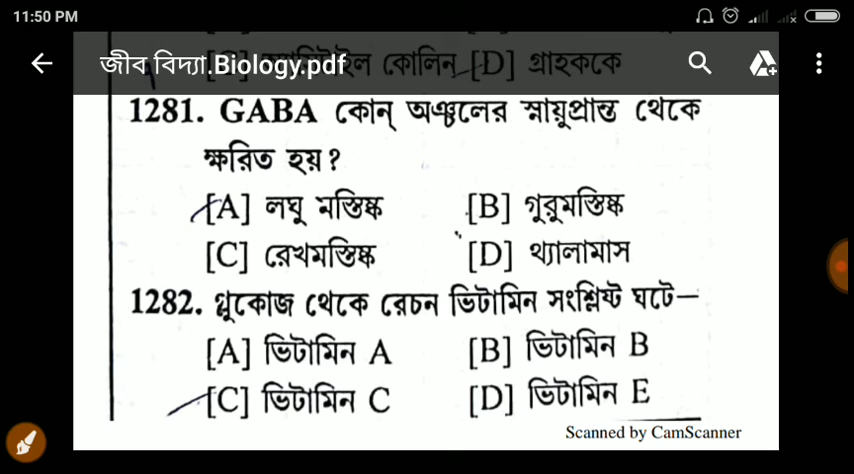 11:50 PM
জীব বিদ্যা.Biology.pdf
কোলিন [D] গ্রাহককে
1281. GABA কোন্ অঞ্চলের স্নায়ুপ্রান্ত থেকে
ক্ষরিত হয়?
[A] লঘু মস্তিষ্ক [B] গুরুমস্তিষ্ক
[C] রেখমস্তিষ্ক [D] থ্যালামাস
1282. গ্লুকোজ থেকে রেচন ভিটামিন সংশ্লিষ্ট ঘটে—
[A] ভিটামিন A [B] ভিটামিন B
[C] ভিটামিন C [D] ভিটামিন E
Scanned by CamScanner